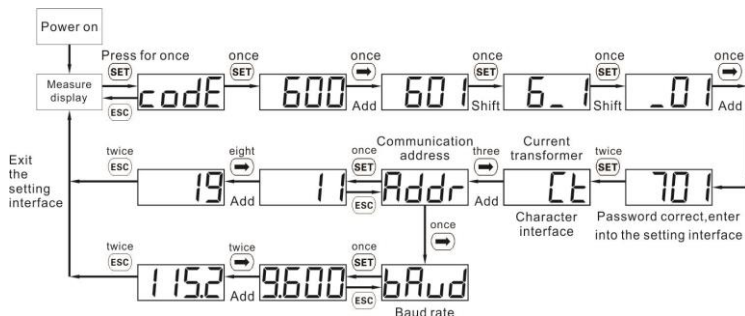 Power on
Press for once
once
once
once
once
once
SET
SET
➡
SET
SET
➡
Measure
display
codE
600
601
6_1
_01
ESC
Add
Shift
Shift
Add
Communication
address
Current
transformer
twice
eight
once
three
twice
ESC
➡
SET
➡
SET
Exit
the
setting
interface
19
11
Addr
Ct
701
Add
ESC
Add
Character
interface
Password correct,enter
into the setting interface
once
➡
twice
twice
once
ESC
➡
SET
115.2
9.600
bAud
Add
ESC
Baud rate